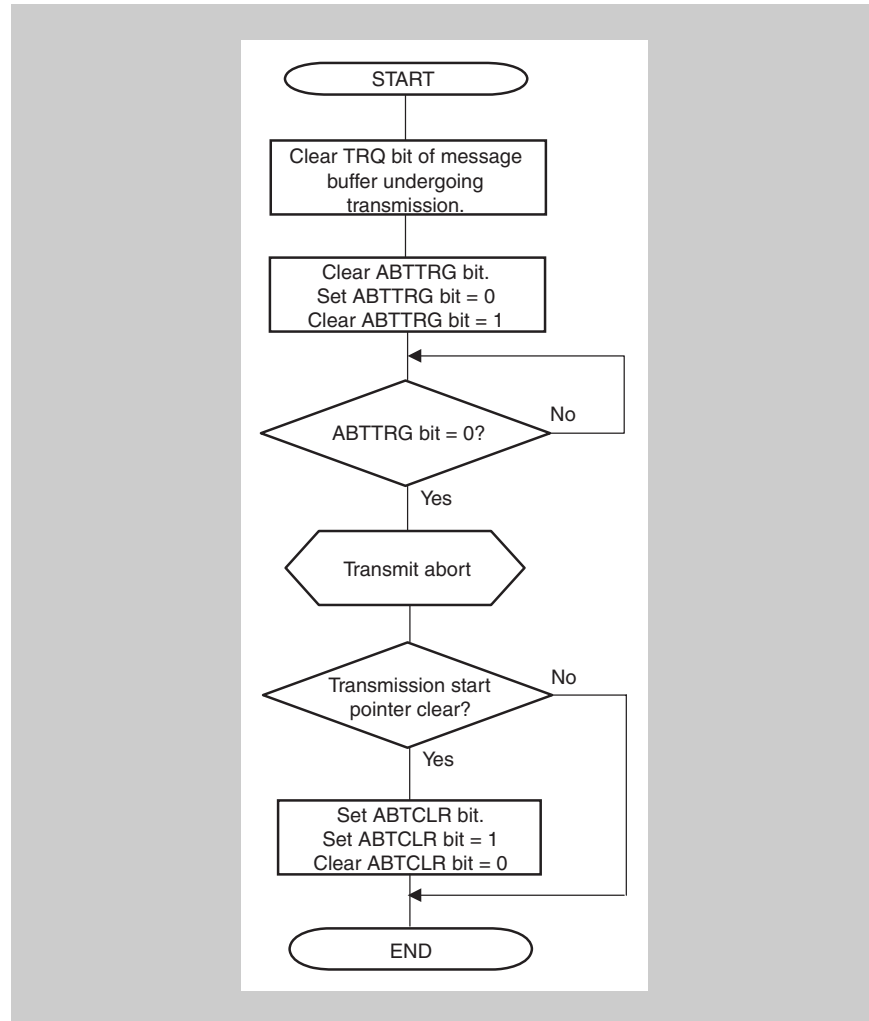 START
Clear TRQ bit of message
buffer undergoing
transmission.
Clear ABTTRG bit.
Set ABTTRG bit = 0
Clear ABTTRG bit = 1
ABTTRG bit = 0?
No
Yes
Transmit abort
Transmission start
pointer clear?
No
Yes
Set ABTCLR bit.
Set ABTCLR bit = 1
Clear ABTCLR bit = 0
END